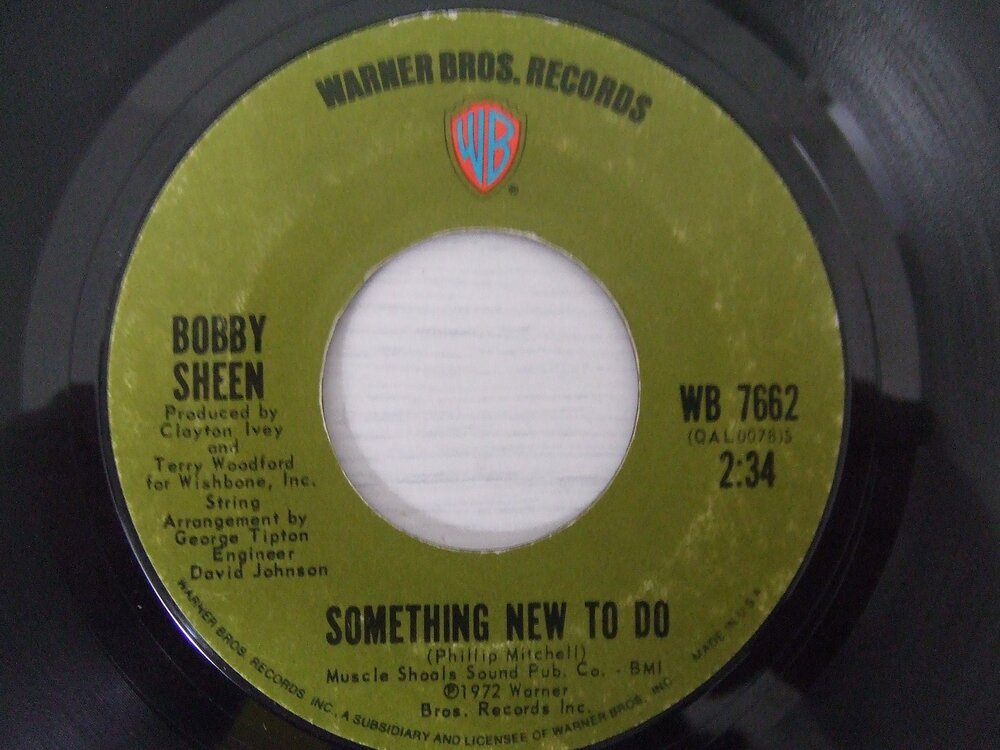 WARNER BROS. RECORDS
WB
®
BOBBY
SHEEN
Produced by
Clayton Ivey
and
Terry Woodford
for Wishbone, Inc.
String
Arrangement by
George Tipton
Engineer
David Johnson
WB 7662
(QAL0078)S
2:34
SOMETHING NEW TO DO
(Phillip Mitchell)
Muscle Shoals Sound Pub. Co. - BMI
℗1972 Warner
Bros. Records Inc.
WARNER BROS. RECORDS INC., A SUBSIDIARY AND LICENSEE OF WARNER BROS. INC.
MADE IN U.S.A.